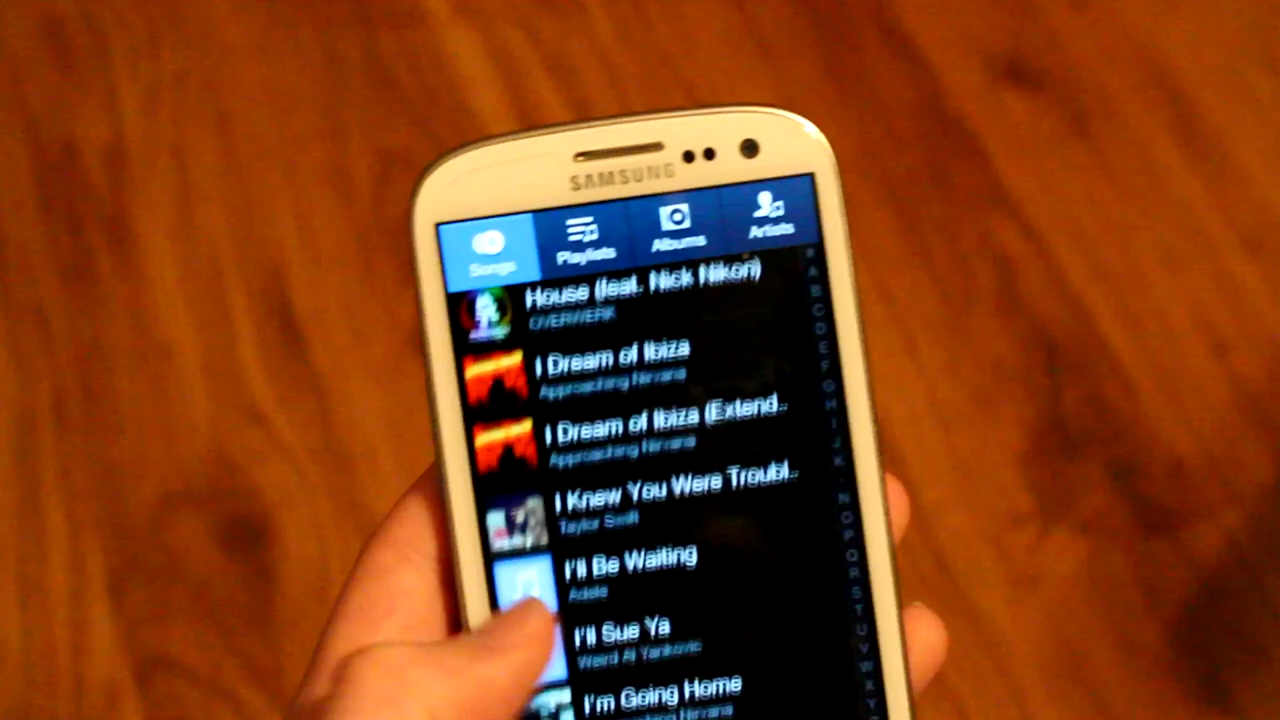 SAMSUNG
Songs
Playlists
Albums
Artists
House (feat. Nick Nikon)
OVERWERK
I Dream of Ibiza
Approaching Nirvana
I Dream of Ibiza (Extend..
Approaching Nirvana
I Knew You Were Troubl..
Taylor Swift
I'll Be Waiting
Adele
I'll Sue Ya
Weird Al Yankovic
I'm Going Home
Approaching Nirvana
#
A
B
C
D
E
F
G
H
I
J
K
N
O
P
Q
R
S
T
U
V
W
X
Y